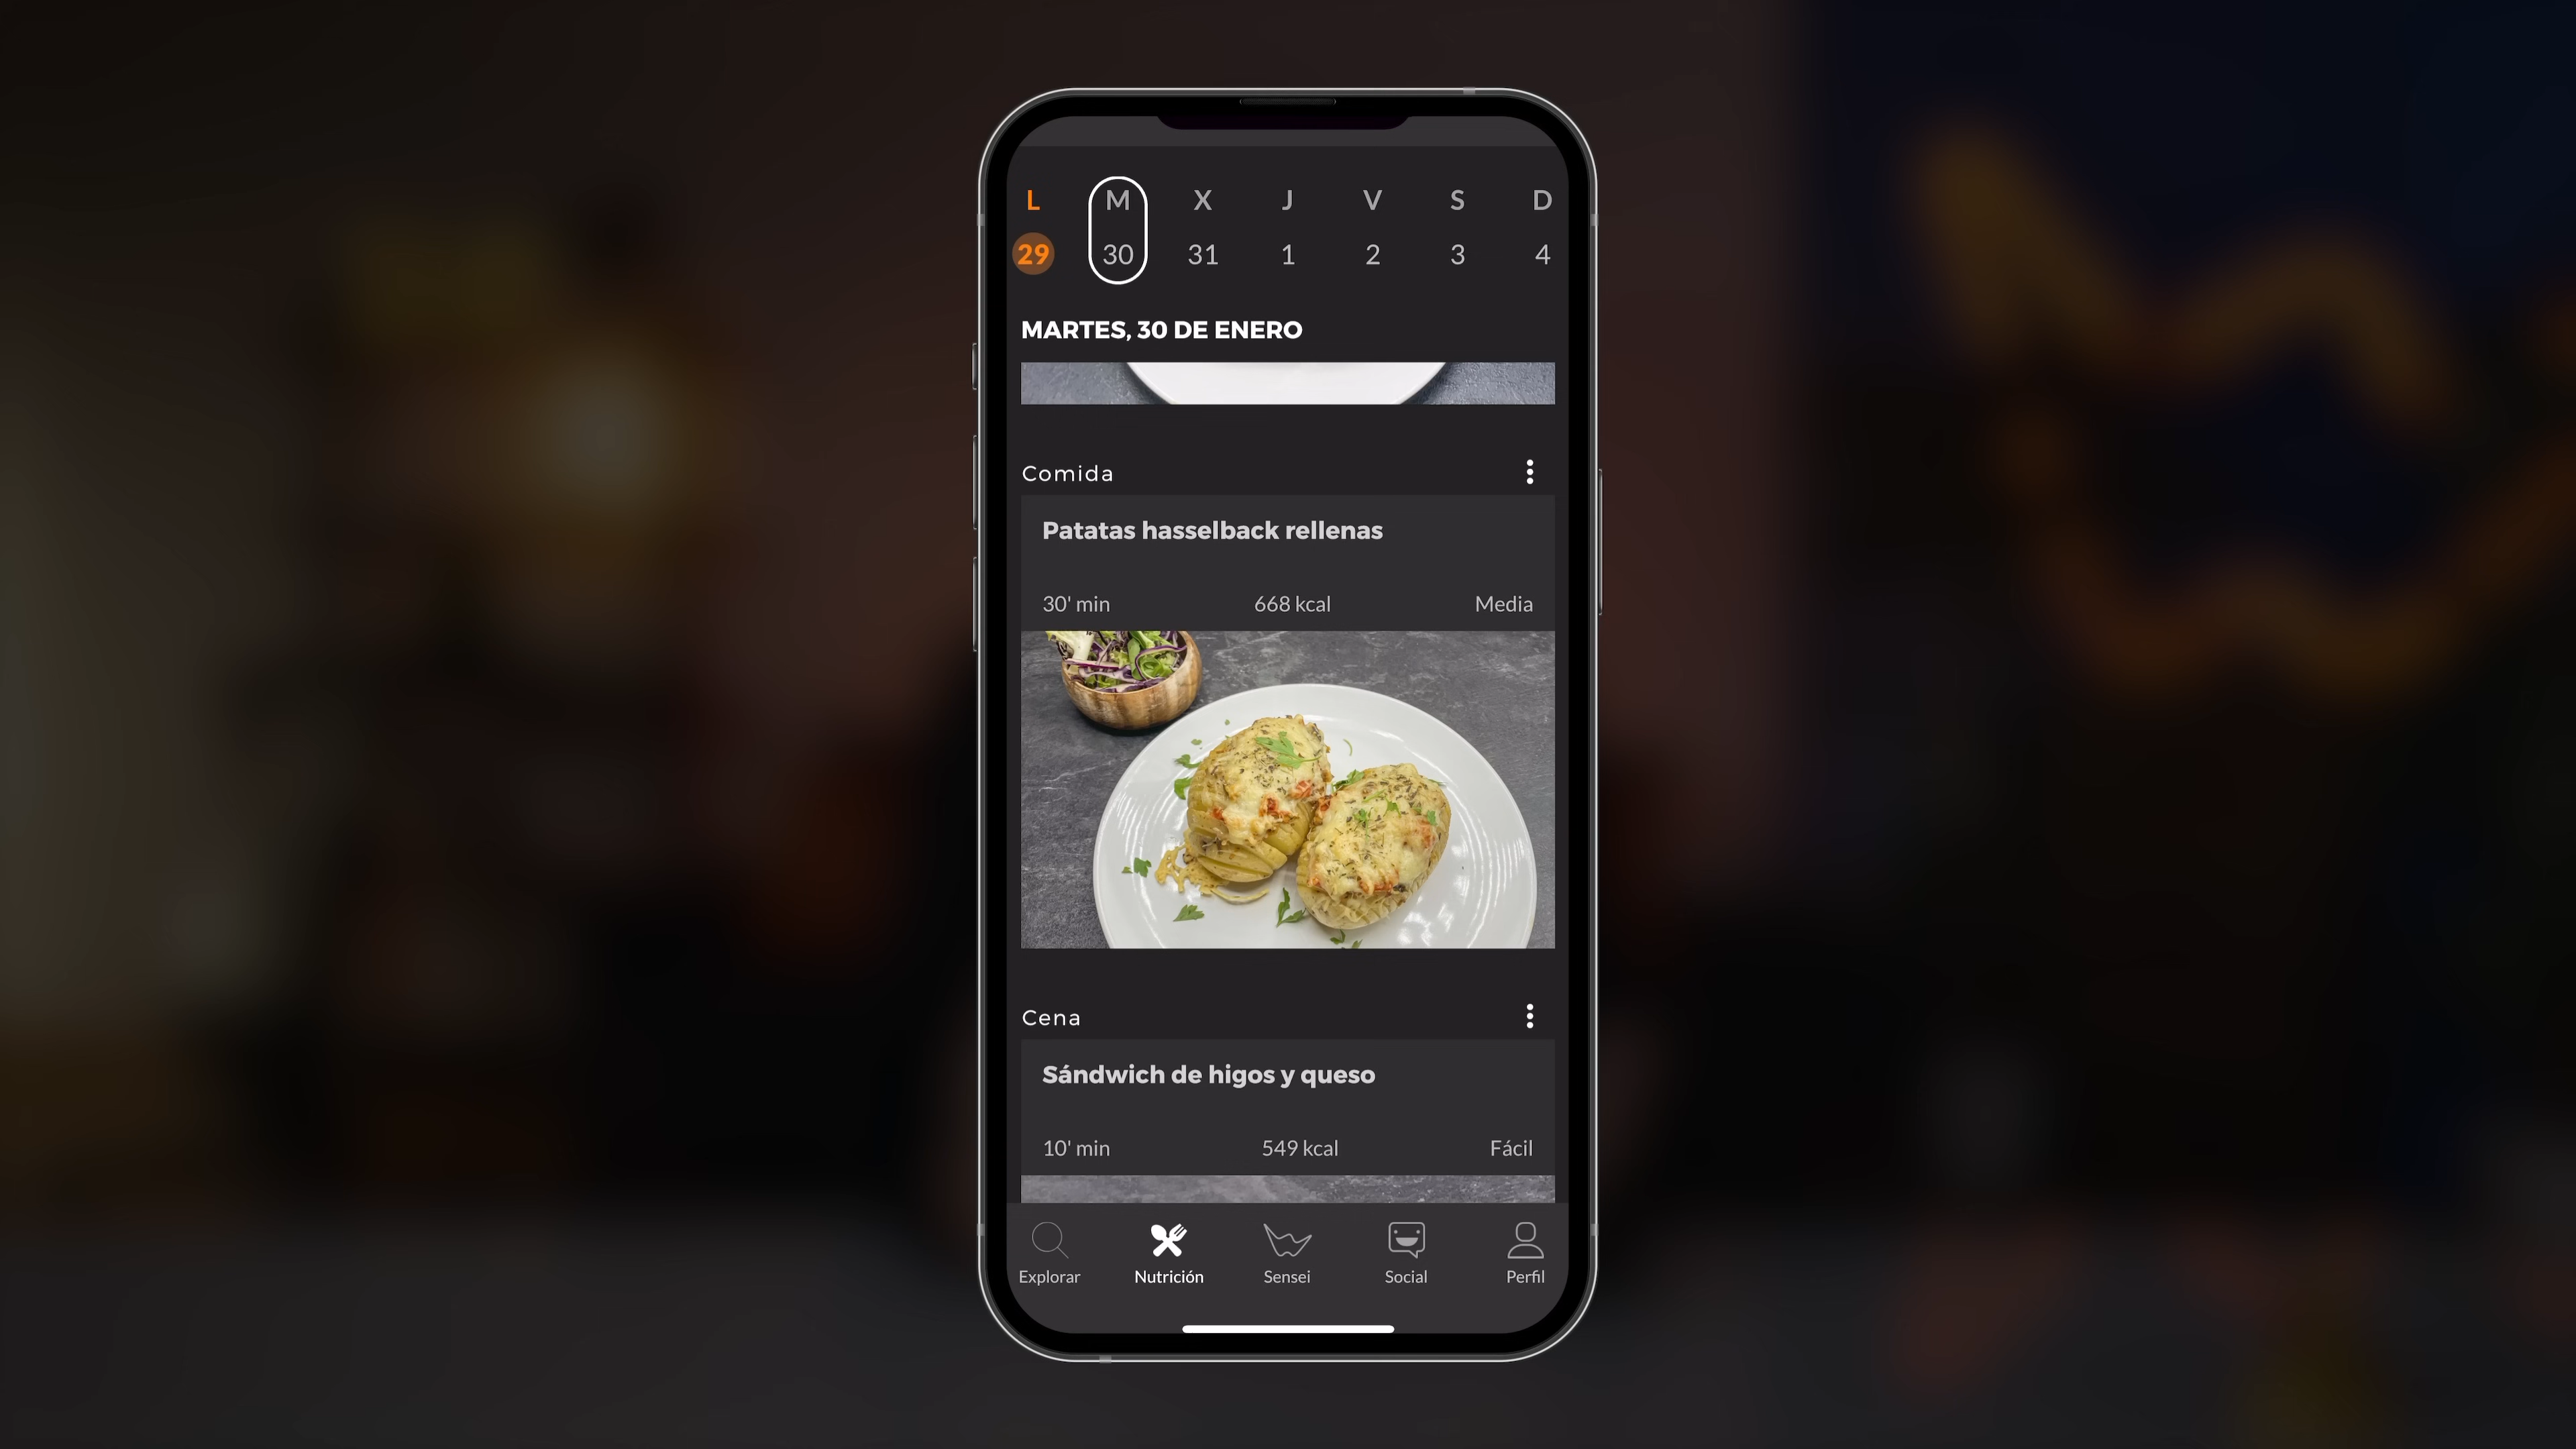 L M X J V S D
29 30 31 1 2 3 4
MARTES, 30 DE ENERO
Comida
Patatas hasselback rellenas
30' min 668 kcal Media
Cena
Sándwich de higos y queso
10' min 549 kcal Fácil
Explorar Nutrición Sensei Social Perfil